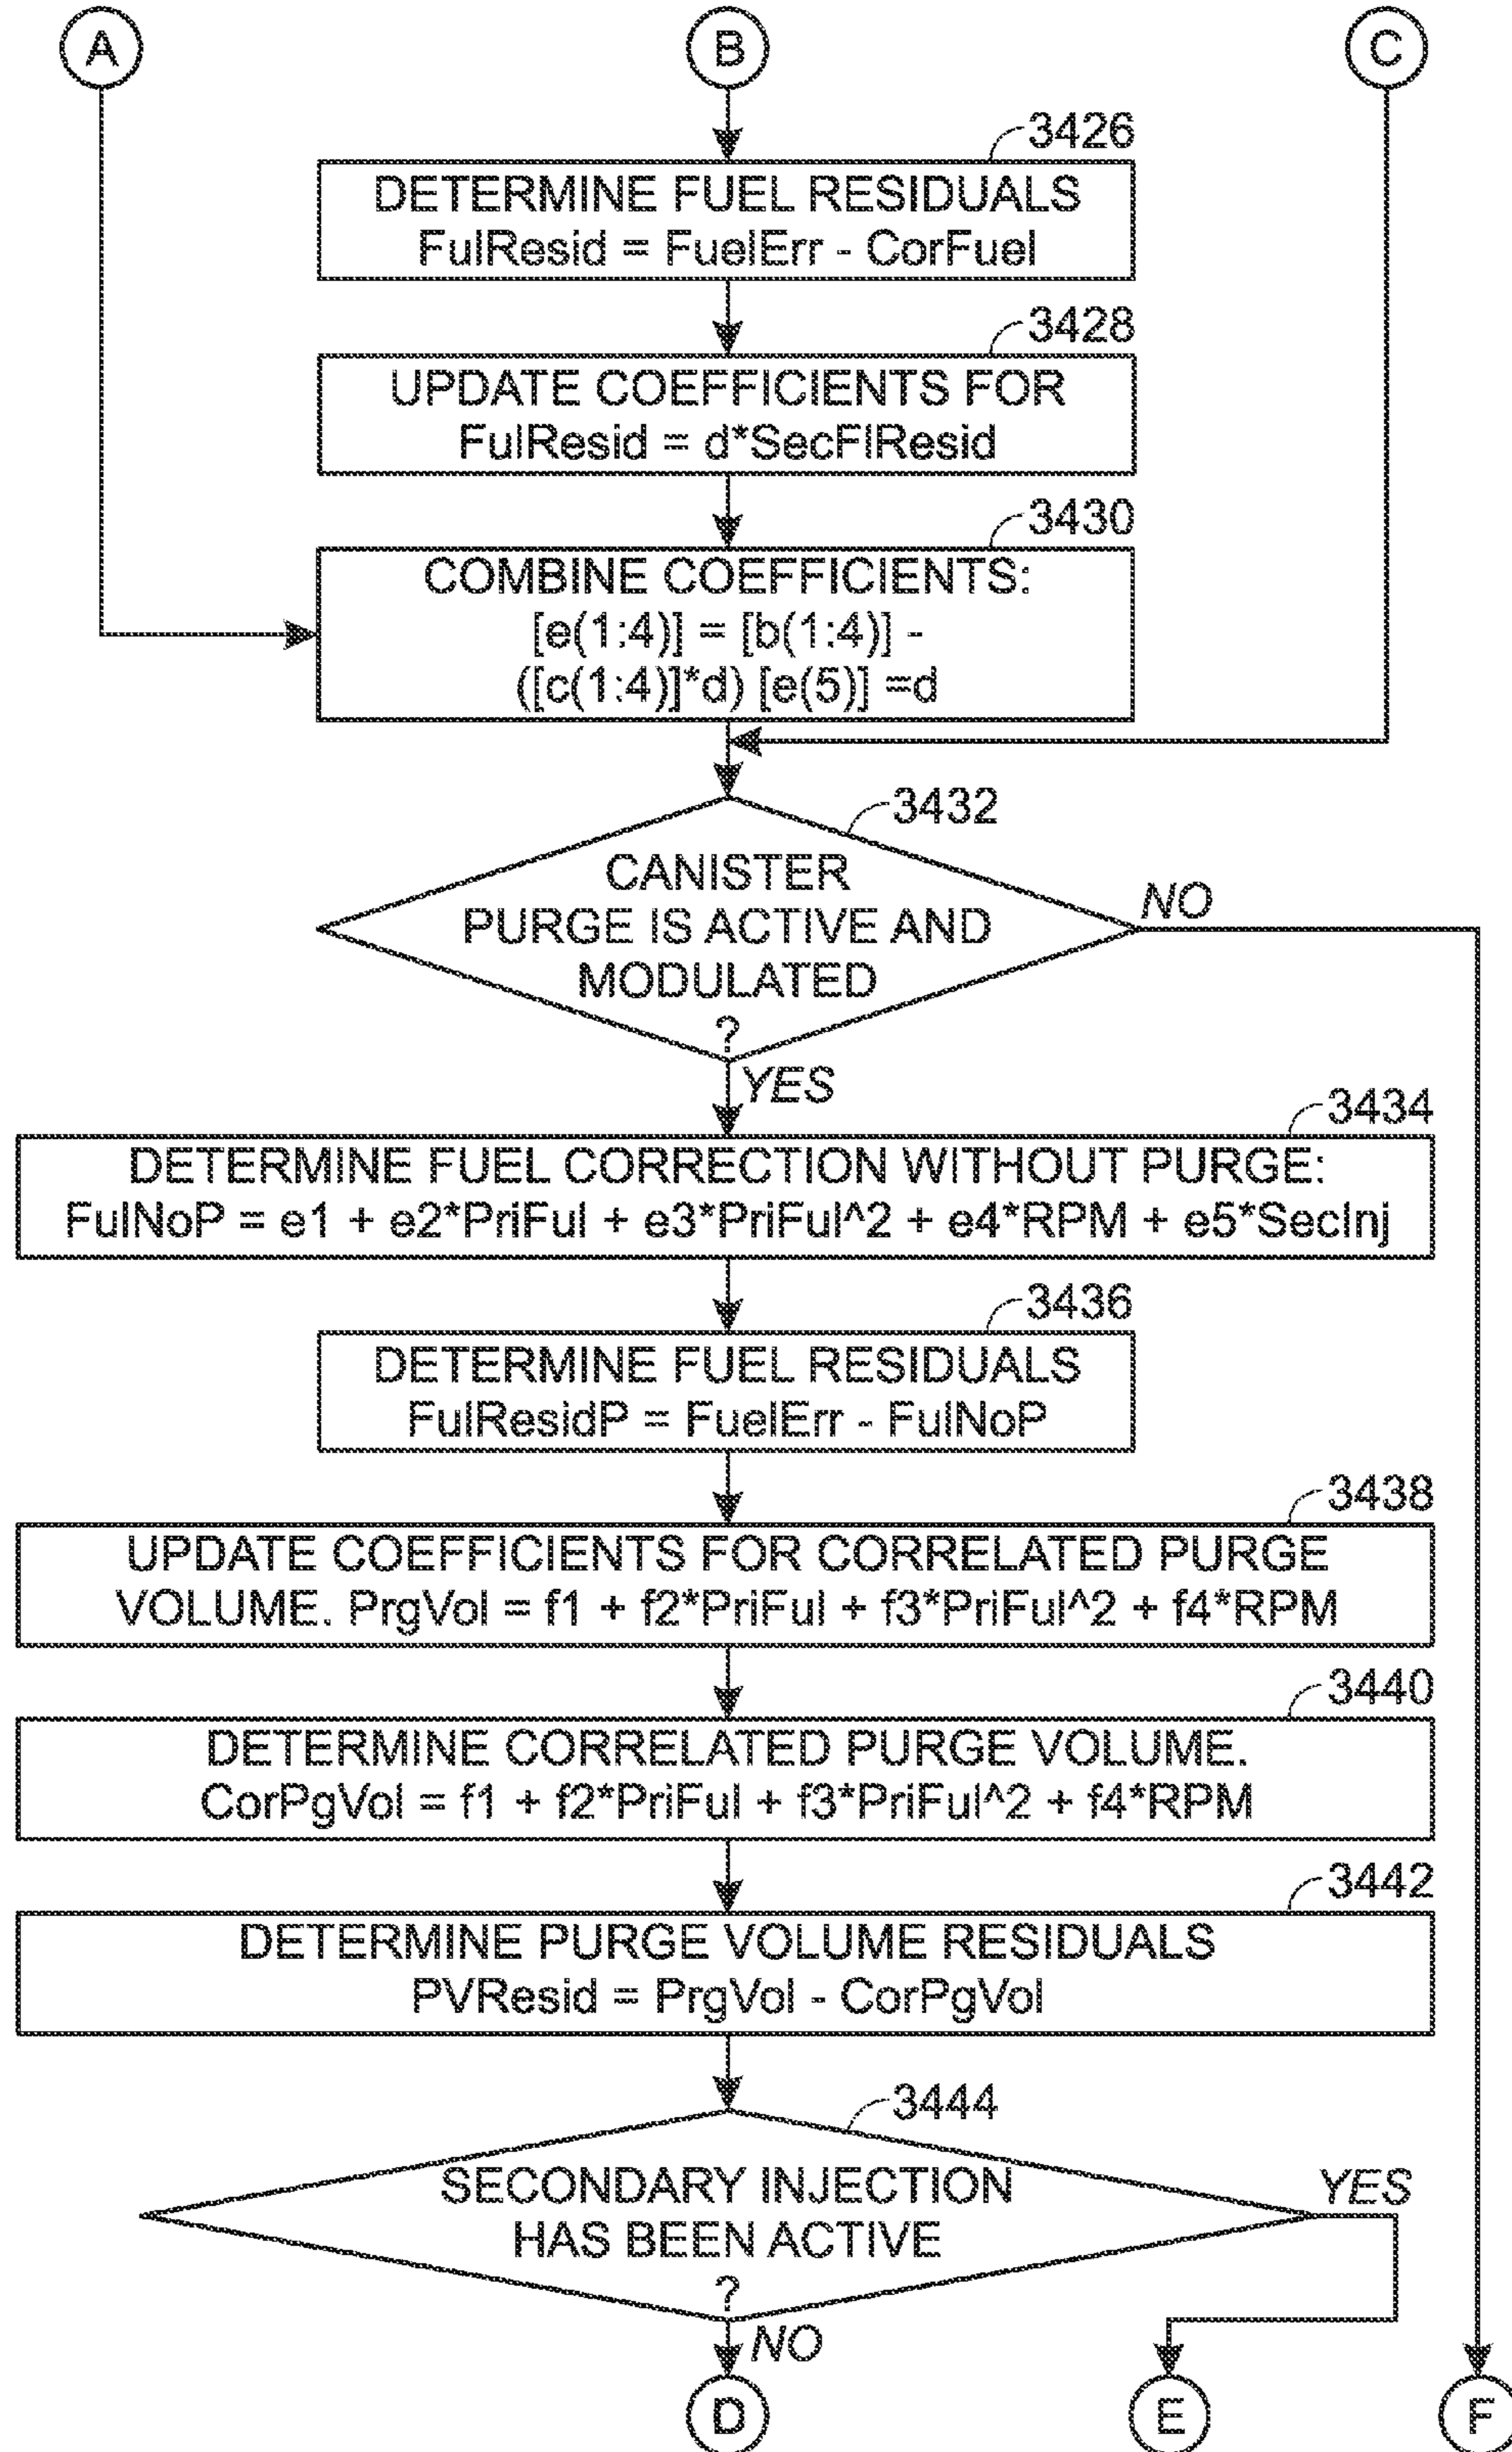 A
B
C
3426
DETERMINE FUEL RESIDUALS
FulResid = FuelErr - CorFuel
3428
UPDATE COEFFICIENTS FOR
FulResid = d*SecFlResid
3430
COMBINE COEFFICIENTS:
[e(1:4)] = [b(1:4)] -
([c(1:4)]*d) [e(5)] =d
3432
CANISTER
PURGE IS ACTIVE AND
MODULATED
?
NO
YES
3434
DETERMINE FUEL CORRECTION WITHOUT PURGE:
FulNoP = e1 + e2*PriFul + e3*PriFul^2 + e4*RPM + e5*SecInj
3436
DETERMINE FUEL RESIDUALS
FulResidP = FuelErr - FulNoP
3438
UPDATE COEFFICIENTS FOR CORRELATED PURGE
VOLUME. PrgVol = f1 + f2*PriFul + f3*PriFul^2 + f4*RPM
3440
DETERMINE CORRELATED PURGE VOLUME.
CorPgVol = f1 + f2*PriFul + f3*PriFul^2 + f4*RPM
3442
DETERMINE PURGE VOLUME RESIDUALS
PVResid = PrgVol - CorPgVol
3444
SECONDARY INJECTION
HAS BEEN ACTIVE
?
YES
NO
D
E
F